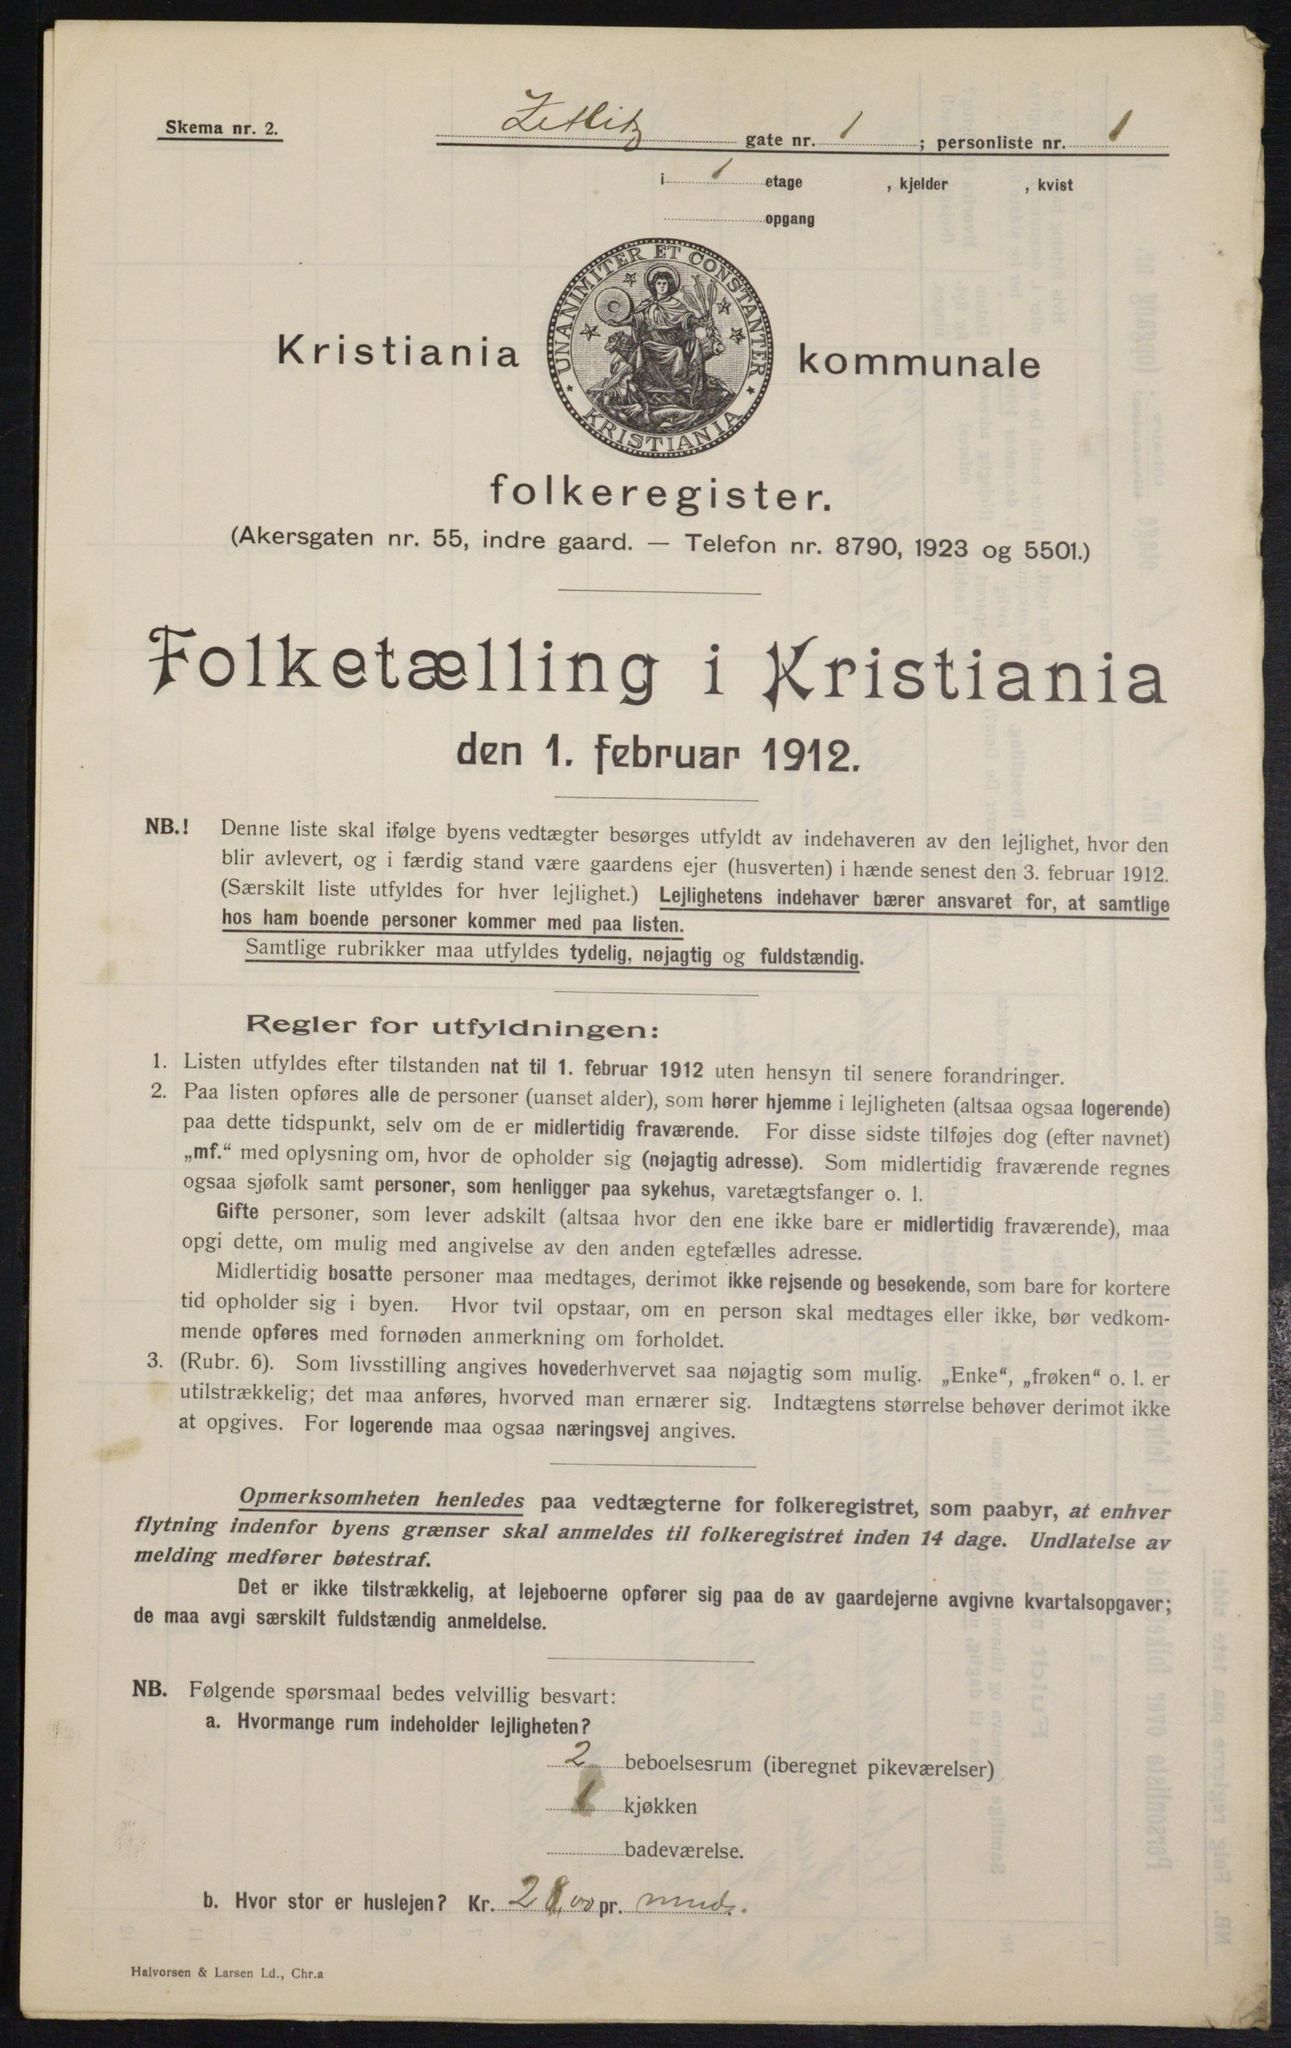 Skema nr. 2.
Zetlitz gate nr. 1; personliste nr. 1
i 1 etage , kjelder , kvist
opgang
UNANIMITER ET CONSTANTER
KRISTIANIA
Kristiania kommunale
folkeregister.
(Akersgaten nr. 55, indre gaard. — Telefon nr. 8790, 1923 og 5501.)
Folketælling i Kristiania
den 1. februar 1912.
NB.! Denne liste skal ifølge byens vedtægter besørges utfyldt av indehaveren av den lejlighet, hvor den
blir avlevert, og i færdig stand være gaardens ejer (husverten) i hænde senest den 3. februar 1912.
(Særskilt liste utfyldes for hver lejlighet.) Lejlighetens indehaver bærer ansvaret for, at samtlige
hos ham boende personer kommer med paa listen.
Samtlige rubrikker maa utfyldes tydelig, nøjagtig og fuldstændig.
Regler for utfyldningen:
1. Listen utfyldes efter tilstanden nat til 1. februar 1912 uten hensyn til senere forandringer.
2. Paa listen opføres alle de personer (uanset alder), som hører hjemme i lejligheten (altsaa ogsaa logerende)
paa dette tidspunkt, selv om de er midlertidig fraværende. For disse sidste tilføjes dog (efter navnet)
„mf.“ med oplysning om, hvor de opholder sig (nøjagtig adresse). Som midlertidig fraværende regnes
ogsaa sjøfolk samt personer, som henligger paa sykehus, varetægtsfanger o. l.
Gifte personer, som lever adskilt (altsaa hvor den ene ikke bare er midlertidig fraværende), maa
opgi dette, om mulig med angivelse av den anden egtefælles adresse.
Midlertidig bosatte personer maa medtages, derimot ikke rejsende og besøkende, som bare for kortere
tid opholder sig i byen. Hvor tvil opstaar, om en person skal medtages eller ikke, bør vedkom-
mende opføres med fornøden anmerkning om forholdet.
3. (Rubr. 6). Som livsstilling angives hovederhvervet saa nøjagtig som mulig. „Enke“, „frøken“ o. l. er
utilstrækkelig; det maa anføres, hvorved man ernærer sig. Indtægtens størrelse behøver derimot ikke
at opgives. For logerende maa ogsaa næringsvej angives.
Opmerksomheten henledes paa vedtægterne for folkeregistret, som paabyr, at enhver
flytning indenfor byens grænser skal anmeldes til folkeregistret inden 14 dage. Undlatelse av
melding medfører bøtestraf.
Det er ikke tilstrækkelig, at lejeboerne opfører sig paa de av gaardejerne avgivne kvartalsopgaver;
de maa avgi særskilt fuldstændig anmeldelse.
NB. Følgende spørsmaal bedes velvillig besvart:
a. Hvormange rum indeholder lejligheten?
2 beboelsesrum (iberegnet pikeværelser)
1 kjøkken
badeværelse.
b. Hvor stor er huslejen? Kr. pr. mnd.
Halvorsen & Larsen Ld., Chr.a